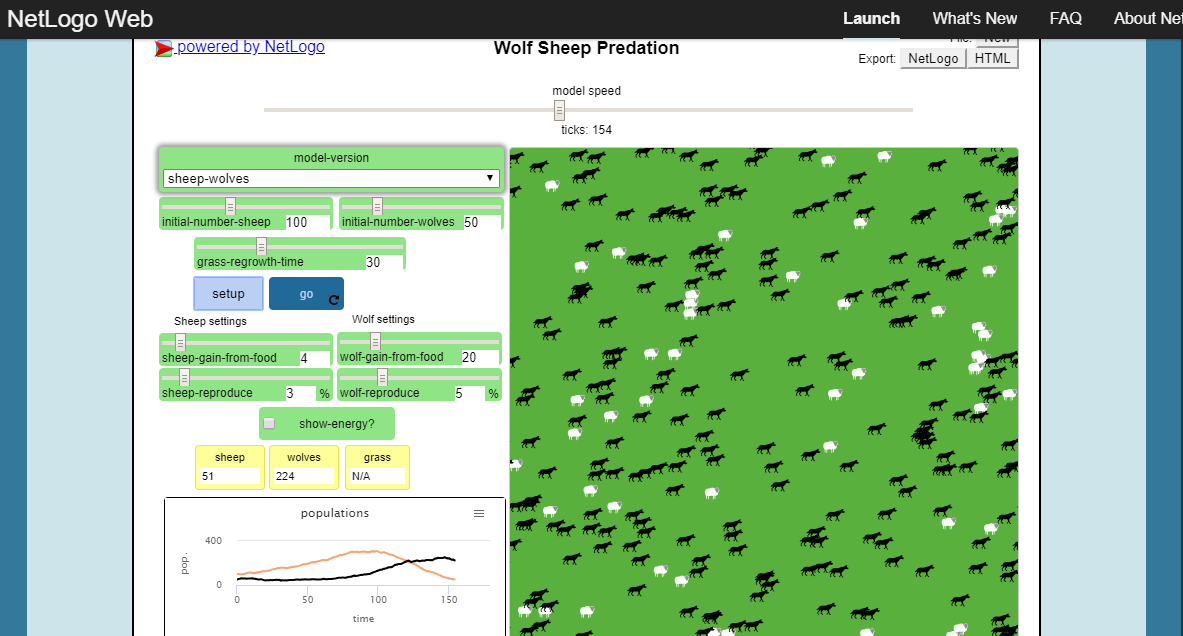 NetLogo Web
Launch What's New FAQ About Net
powered by NetLogo
Wolf Sheep Predation
File: New
Export: NetLogo HTML
model speed
ticks: 154
model-version
sheep-wolves
initial-number-sheep 100
initial-number-wolves 50
grass-regrowth-time 30
setup
go
Sheep settings
Wolf settings
sheep-gain-from-food 4
wolf-gain-from-food 20
sheep-reproduce 3 %
wolf-reproduce 5 %
show-energy?
sheep wolves grass
51 224 N/A
populations
pop.
400
0
0 50 100 150
time